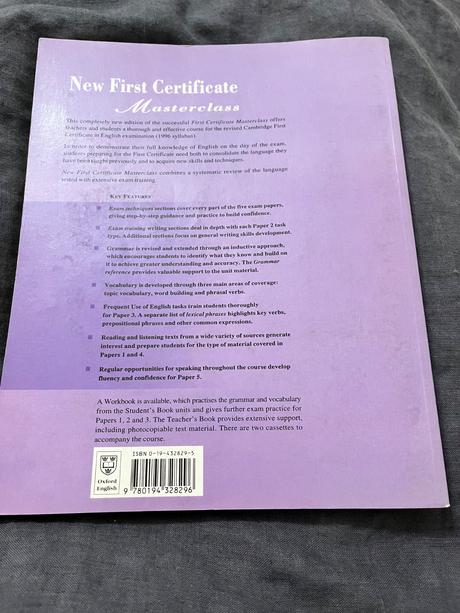 New First Certificate
Masterclass
This completely new edition of the successful First Certificate Masterclass offers
teachers and students a thorough and effective course for the revised Cambridge First
Certificate in English examination (1996 syllabus).
In order to demonstrate their full knowledge of English on the day of the exam,
students preparing for the First Certificate need both to consolidate the language they
have been taught previously and to acquire new skills and techniques.
New First Certificate Masterclass combines a systematic review of the language
tested with extensive exam training.
KEY FEATURES
Exam techniques sections cover every part of the five exam papers,
giving step-by-step guidance and practice to build confidence.
Exam training writing sections deal in depth with each Paper 2 task
type. Additional sections focus on general writing skills development.
Grammar is revised and extended through an inductive approach,
which encourages students to identify what they know and build on
it to achieve greater understanding and accuracy. The Grammar
reference provides valuable support to the unit material.
Vocabulary is developed through three main areas of coverage:
topic vocabulary, word building and phrasal verbs.
Frequent Use of English tasks train students thoroughly
for Paper 3. A separate list of lexical phrases highlights key verbs,
prepositional phrases and other common expressions.
Reading and listening texts from a wide variety of sources generate
interest and prepare students for the type of material covered in
Papers 1 and 4.
Regular opportunities for speaking throughout the course develop
fluency and confidence for Paper 5.
A Workbook is available, which practises the grammar and vocabulary
from the Student's Book units and gives further exam practice for
Papers 1, 2 and 3. The Teacher's Book provides extensive support,
including photocopiable test material. There are two cassettes to
accompany the course.
Oxford
English
ISBN 0-19-432829-5
9 780194 328296